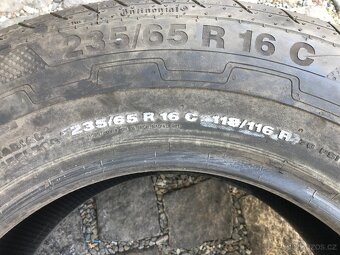 Continental
235/65 R 16 C
235/65 R 16 C 118/116 R